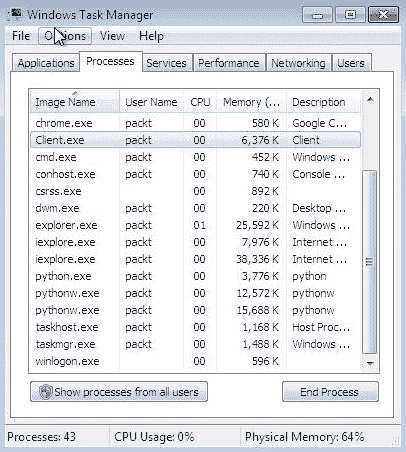 Windows Task Manager
File Options View Help
Applications Processes Services Performance Networking Users
Image Name User Name CPU Memory (... Description
chrome.exe packt 00 580 K Google C...
Client.exe packt 00 6,376 K Client
cmd.exe packt 00 452 K Windows ...
conhost.exe packt 00 740 K Console ...
csrss.exe 00 892 K
dwm.exe packt 00 220 K Desktop ...
explorer.exe packt 01 25,592 K Windows ...
iexplore.exe packt 00 7,976 K Internet ...
iexplore.exe packt 00 38,336 K Internet ...
python.exe packt 00 3,776 K python
pythonw.exe packt 00 12,572 K pythonw
pythonw.exe packt 00 15,688 K pythonw
taskhost.exe packt 00 1,168 K Host Proc...
taskmgr.exe packt 00 1,488 K Windows ...
winlogon.exe 00 596 K
Show processes from all users End Process
Processes: 43 CPU Usage: 0% Physical Memory: 64%